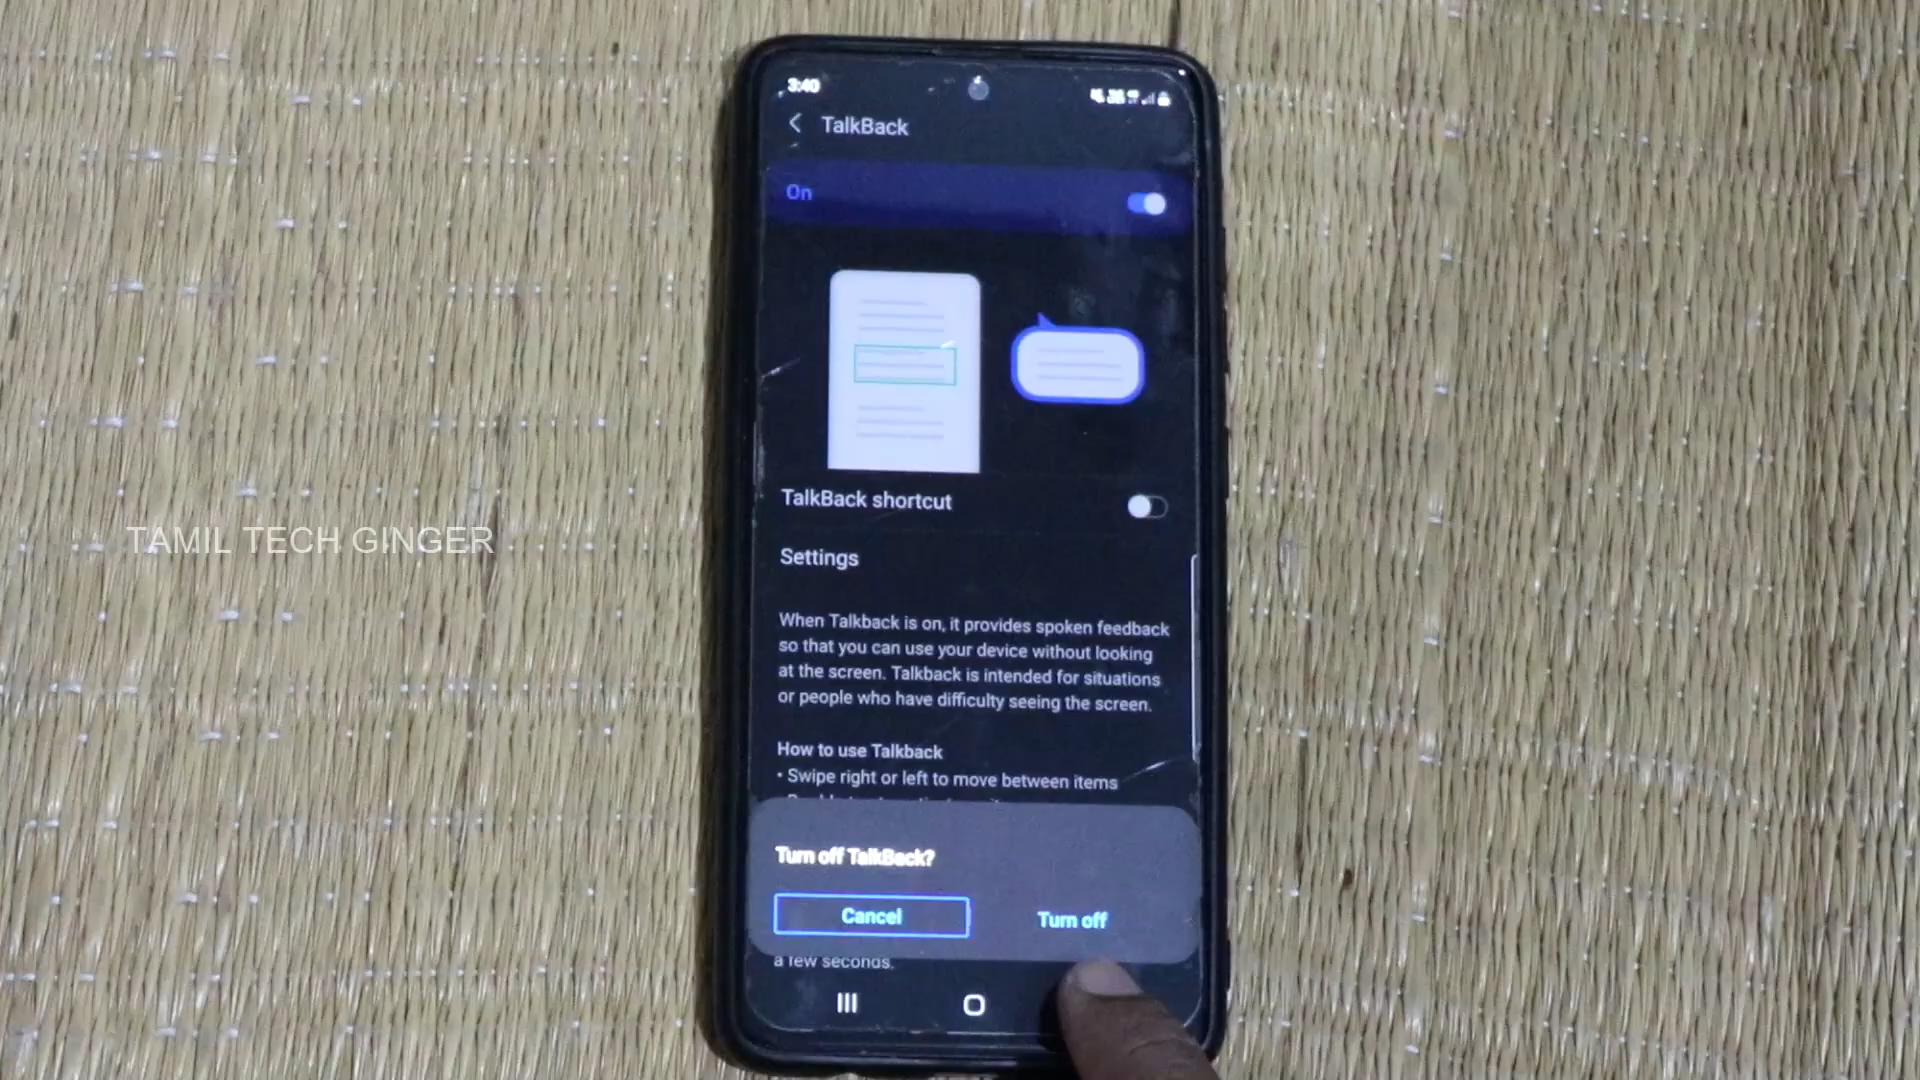 3:40
TalkBack
On
TalkBack shortcut
TAMIL TECH GINGER
Settings
When Talkback is on, it provides spoken feedback
so that you can use your device without looking
at the screen. Talkback is intended for situations
or people who have difficulty seeing the screen.
How to use Talkback
• Swipe right or left to move between items
Turn off TalkBack?
Cancel
Turn off
a few seconds.